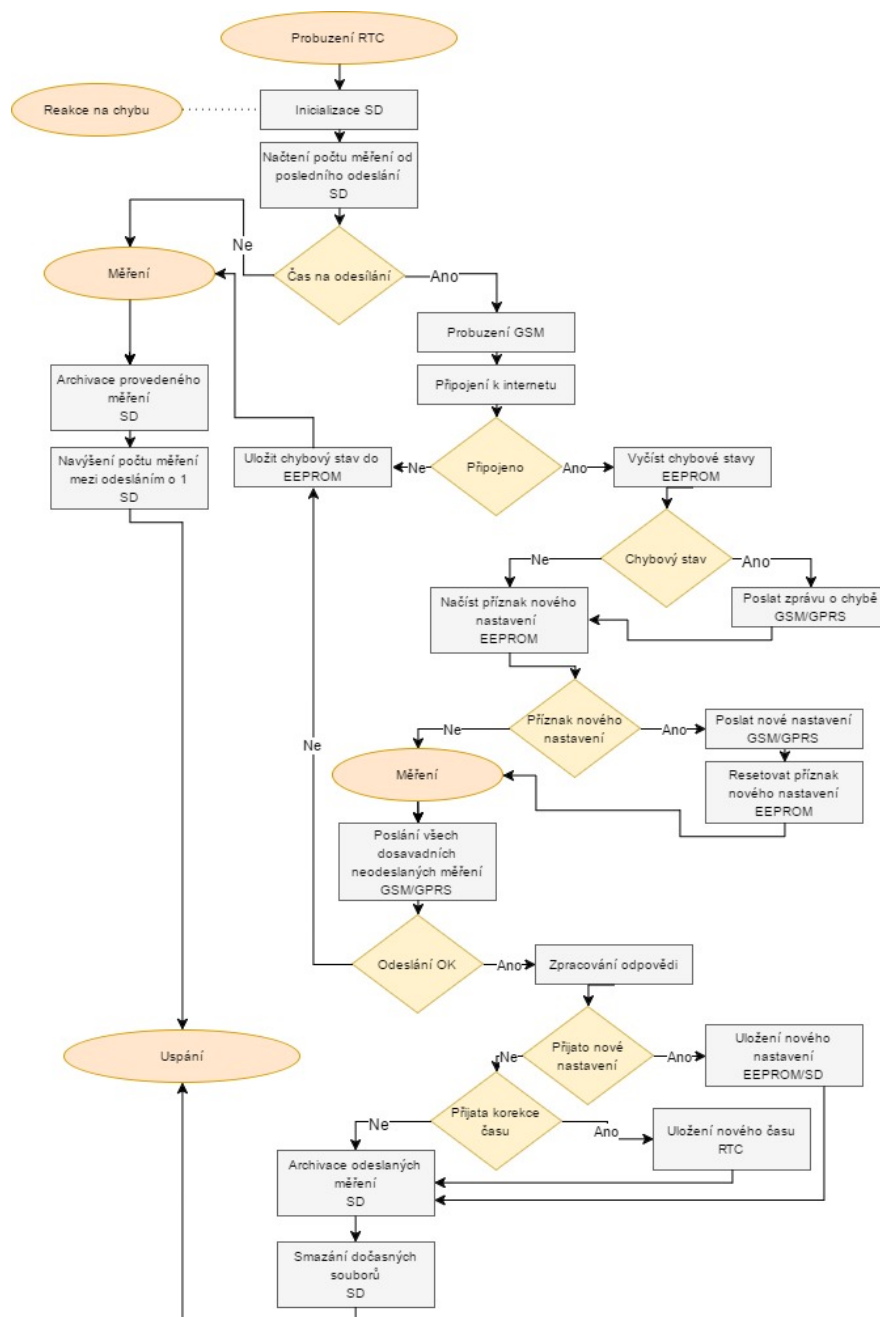 Probuzení RTC
Reakce na chybu
Inicializace SD
Načtení počtu měření od
posledního odeslání
SD
Ne
Měření
Čas na odesílání
Ano
Probuzení GSM
Archivace provedeného
měření
SD
Připojení k internetu
Navýšení počtu měření
mezi odesláním o 1
SD
Uložit chybový stav do
EEPROM
Ne
Připojeno
Ano
Vyčíst chybové stavy
EEPROM
Ne
Chybový stav
Ano
Načíst příznak nového
nastavení
EEPROM
Poslat zprávu o chybě
GSM/GPRS
Ne
Ne
Příznak nového
nastavení
Ano
Poslat nové nastavení
GSM/GPRS
Měření
Resetovat příznak
nového nastavení
EEPROM
Poslání všech
dosavadních
neodeslaných měření
GSM/GPRS
Odeslání OK
Ano
Zpracování odpovědi
Uspání
Ne
Přijato nové
nastavení
Ano
Uložení nového
nastavení
EEPROM/SD
Ne
Přijata korekce
času
Ano
Uložení nového času
RTC
Archivace odeslaných
měření
SD
Smazání dočasných
souborů
SD